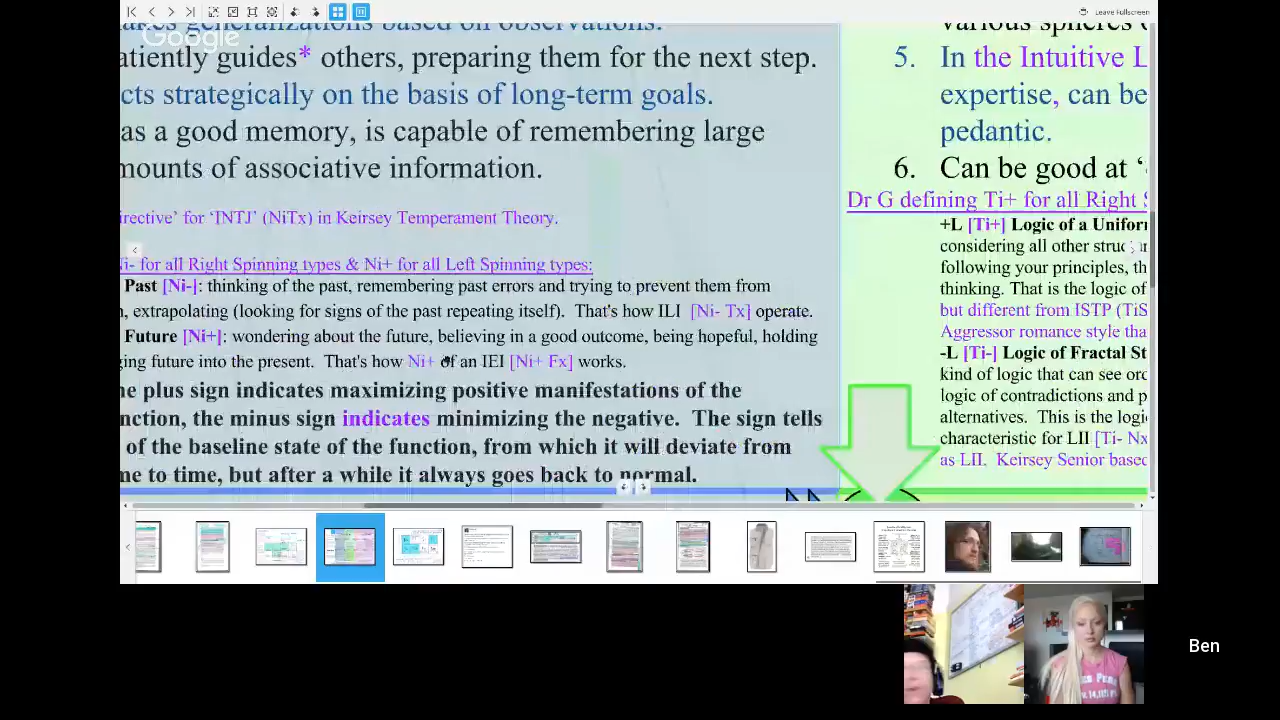 Leave Fullscreen
Google
generalizations based on observations.
atiently guides* others, preparing them for the next step.
cts strategically on the basis of long-term goals.
as a good memory, is capable of remembering large
mounts of associative information.
irective’ for ‘INTJ’ (NiTx) in Keirsey Temperament Theory.
Ni- for all Right Spinning types & Ni+ for all Left Spinning types:
Past [Ni-]: thinking of the past, remembering past errors and trying to prevent them from
n, extrapolating (looking for signs of the past repeating itself). That's how ILI [Ni- Tx] operate.
Future [Ni+]: wondering about the future, believing in a good outcome, being hopeful, holding
ging future into the present. That's how Ni+ of an IEI [Ni+ Fx] works.
he plus sign indicates maximizing positive manifestations of the
nction, the minus sign indicates minimizing the negative. The sign tells
of the baseline state of the function, from which it will deviate from
me to time, but after a while it always goes back to normal.
various spheres
5. In the Intuitive L
expertise, can be
pedantic.
6. Can be good at ‘
Dr G defining Ti+ for all Right S
+L [Ti+] Logic of a Uniform
considering all other struc
following your principles, th
thinking. That is the logic of
but different from ISTP (TiS
Aggressor romance style tha
-L [Ti-] Logic of Fractal St
kind of logic that can see ord
logic of contradictions and p
alternatives. This is the logic
characteristic for LII [Ti- Nx
as LII. Keirsey Senior based
Ben